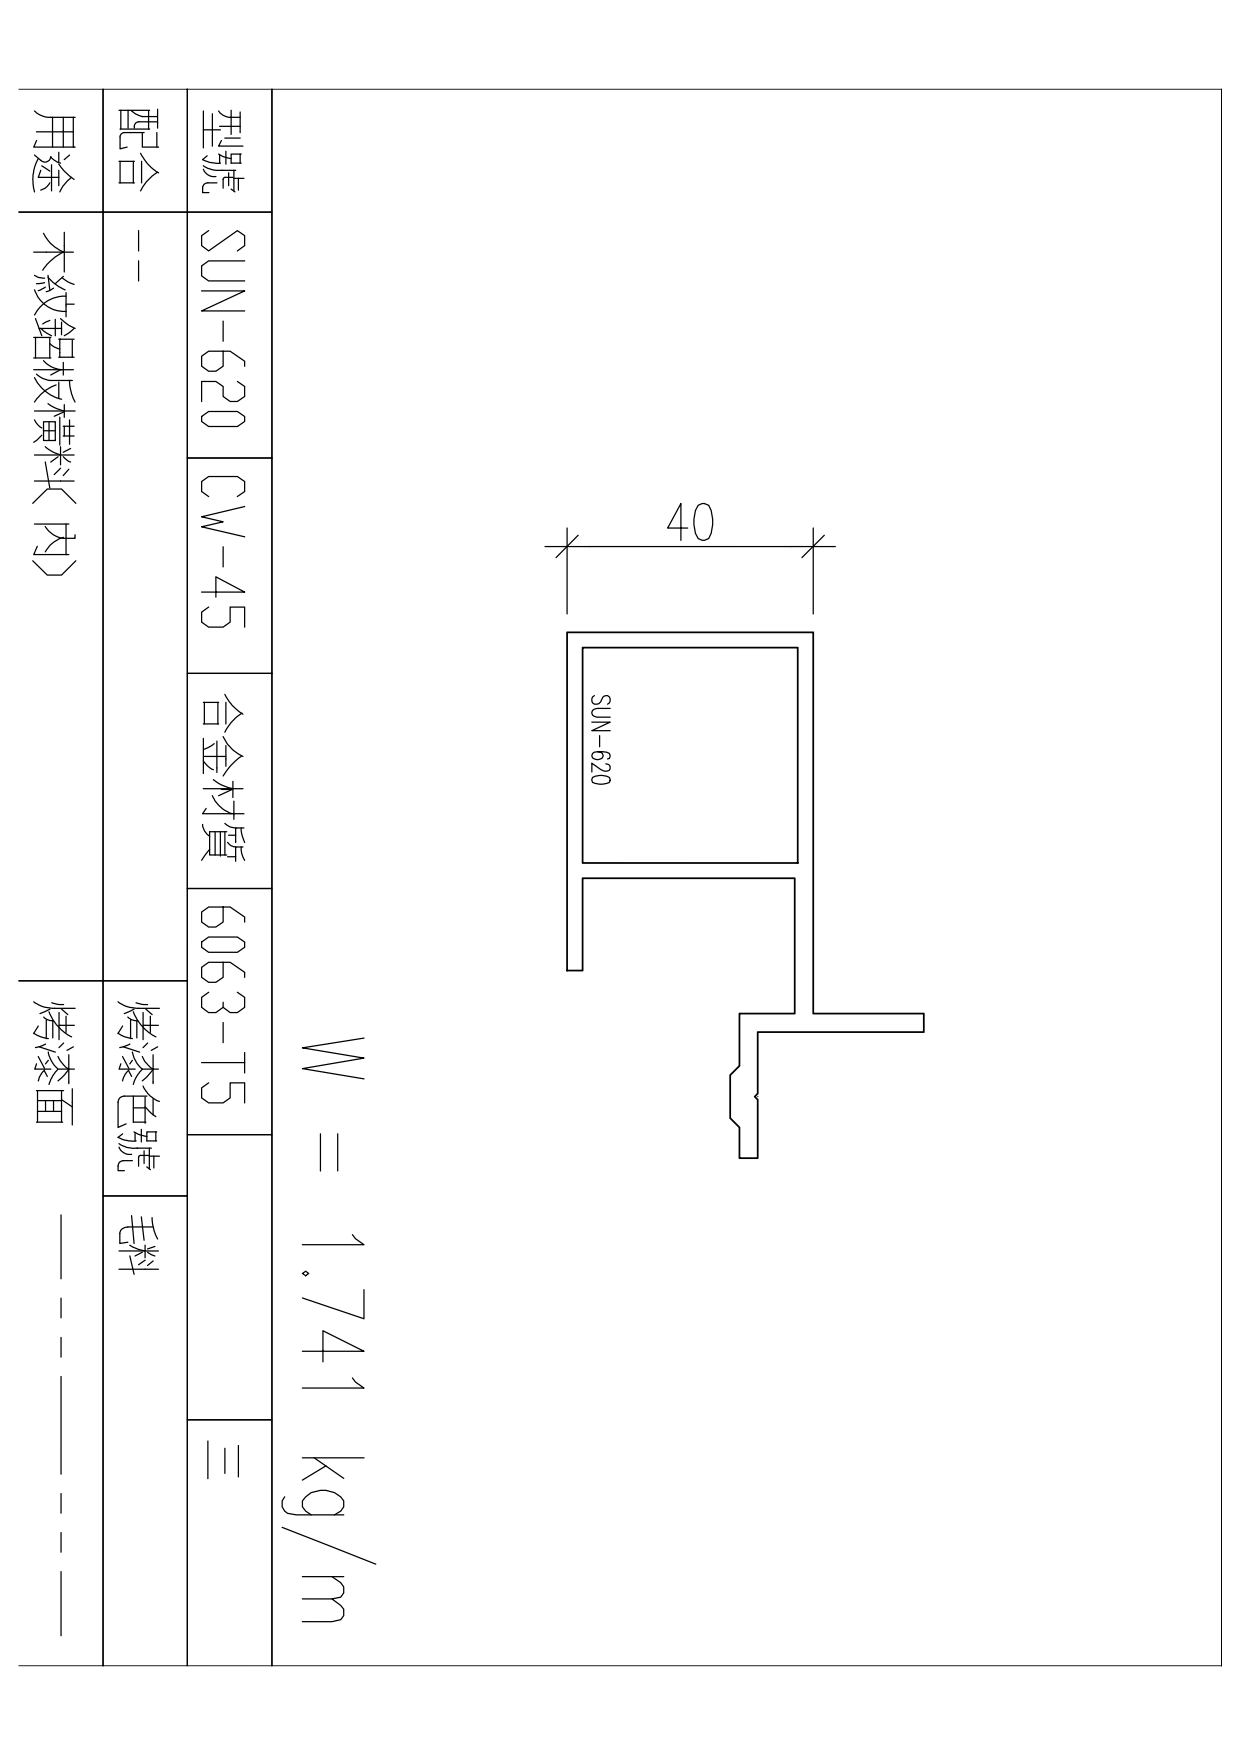 40
SUN-620
W = 1.741 kg/m
型號 SUN-620 CW-45 合金材質 6063-T5 三
配合 -- 烤漆色號 毛料
用途 木紋鋁板橫料(內) 烤漆面